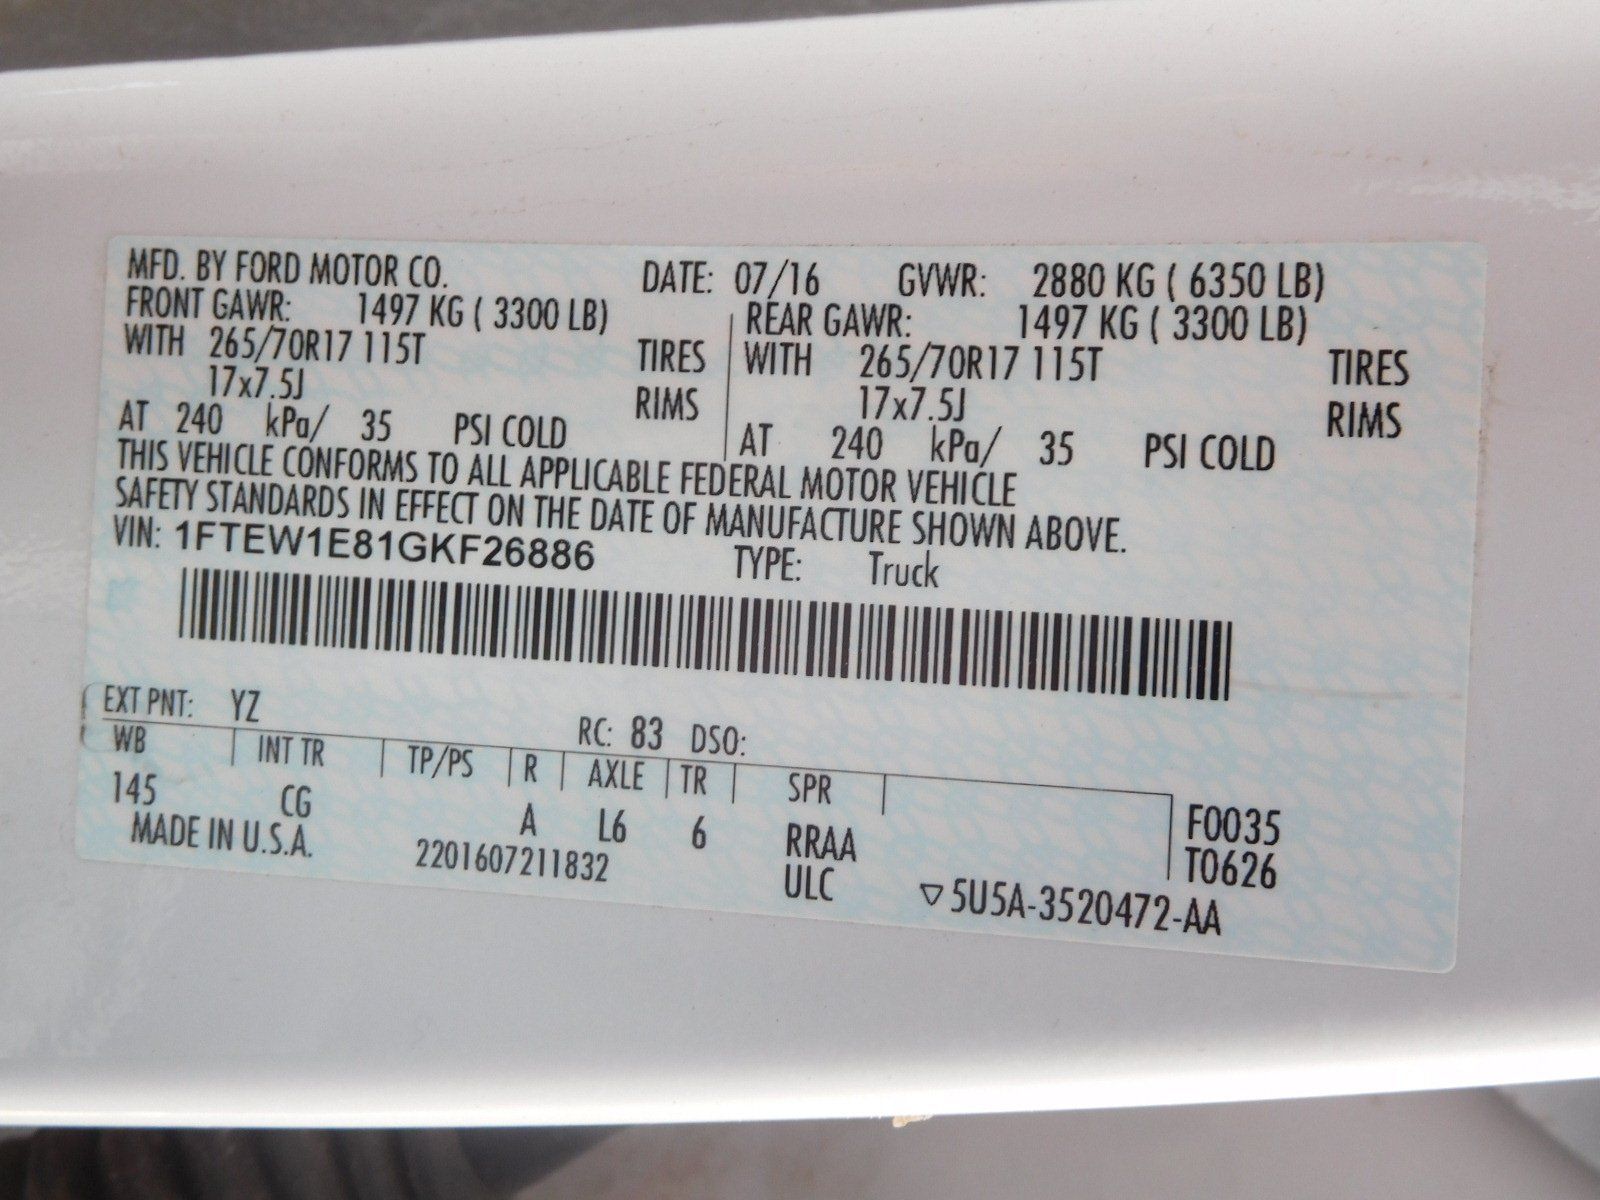 MFD. BY FORD MOTOR CO. DATE: 07/16 GVWR: 2880 KG ( 6350 LB)
FRONT GAWR: 1497 KG ( 3300 LB) REAR GAWR: 1497 KG ( 3300 LB)
WITH 265/70R17 115T TIRES WITH 265/70R17 115T TIRES
17x7.5J RIMS 17x7.5J RIMS
AT 240 kPa/ 35 PSI COLD AT 240 kPa/ 35 PSI COLD
THIS VEHICLE CONFORMS TO ALL APPLICABLE FEDERAL MOTOR VEHICLE
SAFETY STANDARDS IN EFFECT ON THE DATE OF MANUFACTURE SHOWN ABOVE.
VIN: 1FTEW1E81GKF26886 TYPE: Truck
EXT PNT: YZ RC: 83 DSO:
WB INT TR TP/PS R AXLE TR SPR
145 CG A L6 6 RRAA F0035
MADE IN U.S.A. 2201607211832 ULC T0626
▽5U5A-3520472-AA